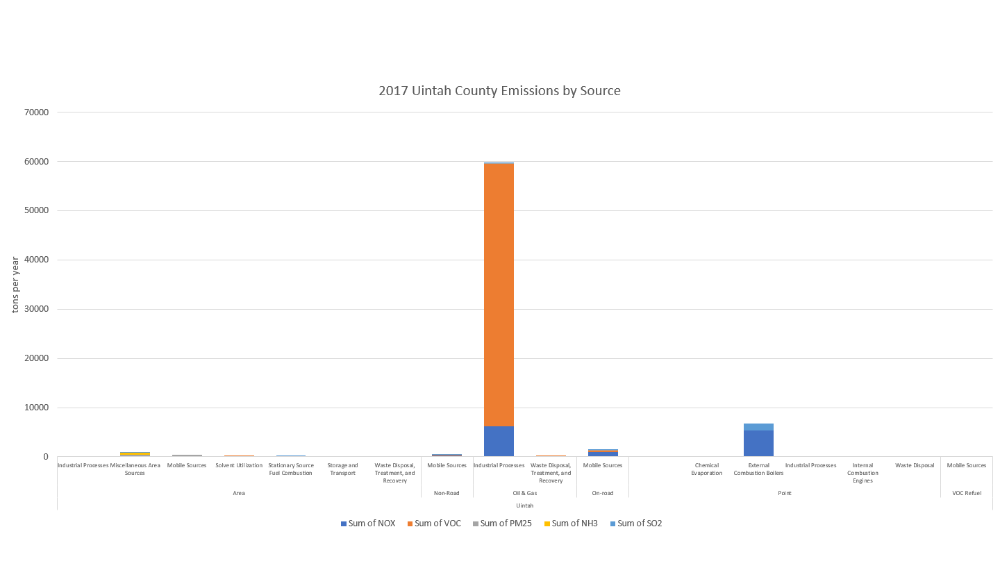 2017 Uintah County Emissions by Source
70000
60000
50000
40000
30000
20000
10000
0
tons per year
Industrial Processes
Miscellaneous Area
Sources
Mobile Sources
Solvent Utilization
Stationary Source
Fuel Combustion
Storage and
Transport
Waste Disposal,
Treatment, and
Recovery
Mobile Sources
Industrial Processes
Waste Disposal,
Treatment, and
Recovery
Mobile Sources
Chemical
Evaporation
External
Combustion Boilers
Industrial Processes
Internal
Combustion
Engines
Waste Disposal
Mobile Sources
Area
Non-Road
Oil & Gas
On-road
Point
VOC Refuel
Uintah
Sum of NOX
Sum of VOC
Sum of PM25
Sum of NH3
Sum of SO2